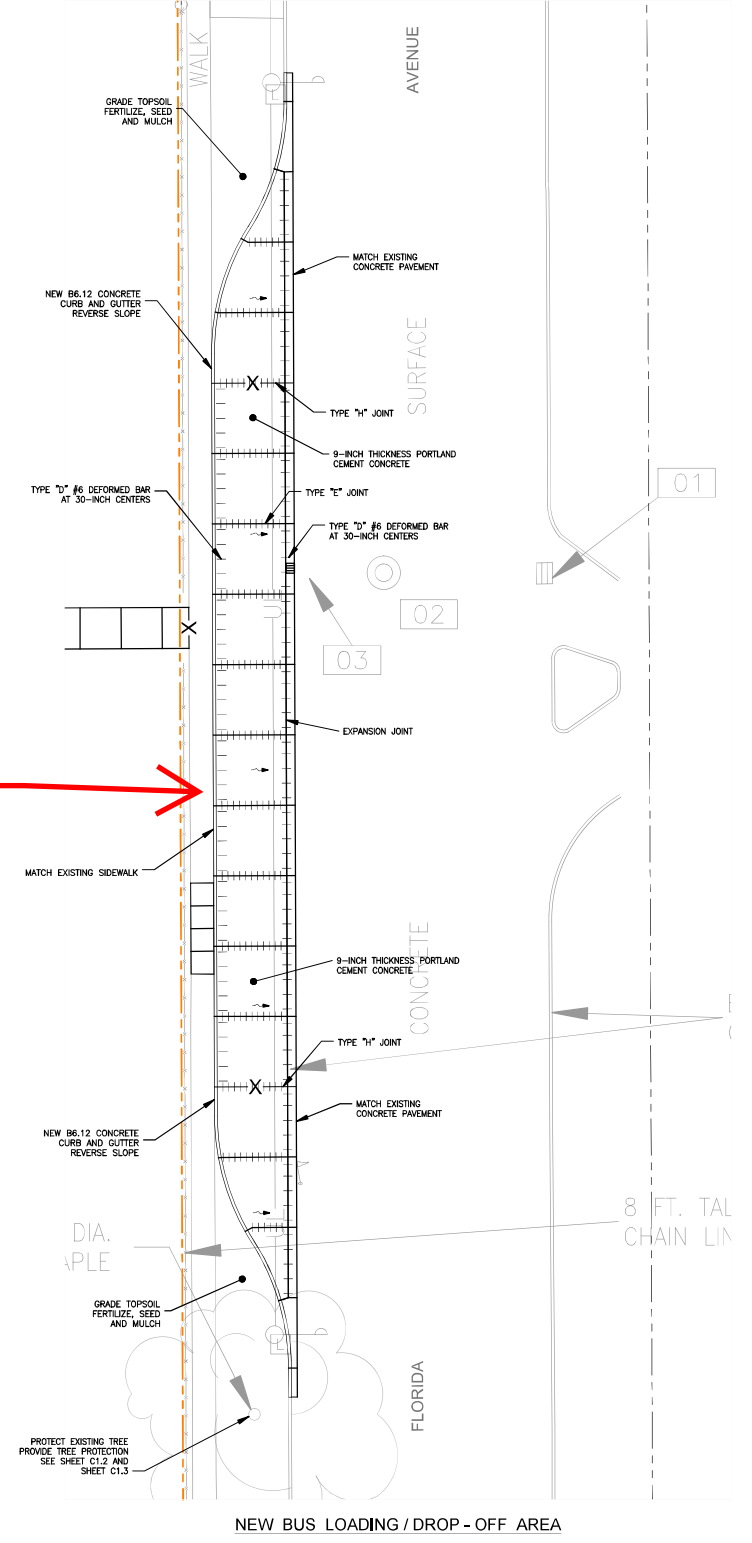 WALK
AVENUE
GRADE TOPSOIL
FERTILIZE, SEED
AND MULCH
MATCH EXISTING
CONCRETE PAVEMENT
NEW B6.12 CONCRETE
CURB AND GUTTER
REVERSE SLOPE
SURFACE
X
TYPE "H" JOINT
9-INCH THICKNESS PORTLAND
CEMENT CONCRETE
TYPE "D" #6 DEFORMED BAR
AT 30-INCH CENTERS
TYPE "E" JOINT
01
TYPE "D" #6 DEFORMED BAR
AT 30-INCH CENTERS
02
X
03
EXPANSION JOINT
MATCH EXISTING SIDEWALK
CONCRETE
9-INCH THICKNESS PORTLAND
CEMENT CONCRETE
TYPE "H" JOINT
X
MATCH EXISTING
CONCRETE PAVEMENT
NEW B6.12 CONCRETE
CURB AND GUTTER
REVERSE SLOPE
8 FT. TAL
CHAIN LIN
DIA.
APLE
GRADE TOPSOIL
FERTILIZE, SEED
AND MULCH
FLORIDA
PROTECT EXISTING TREE
PROVIDE TREE PROTECTION
SEE SHEET C1.2 AND
SHEET C1.3
NEW BUS LOADING / DROP - OFF AREA